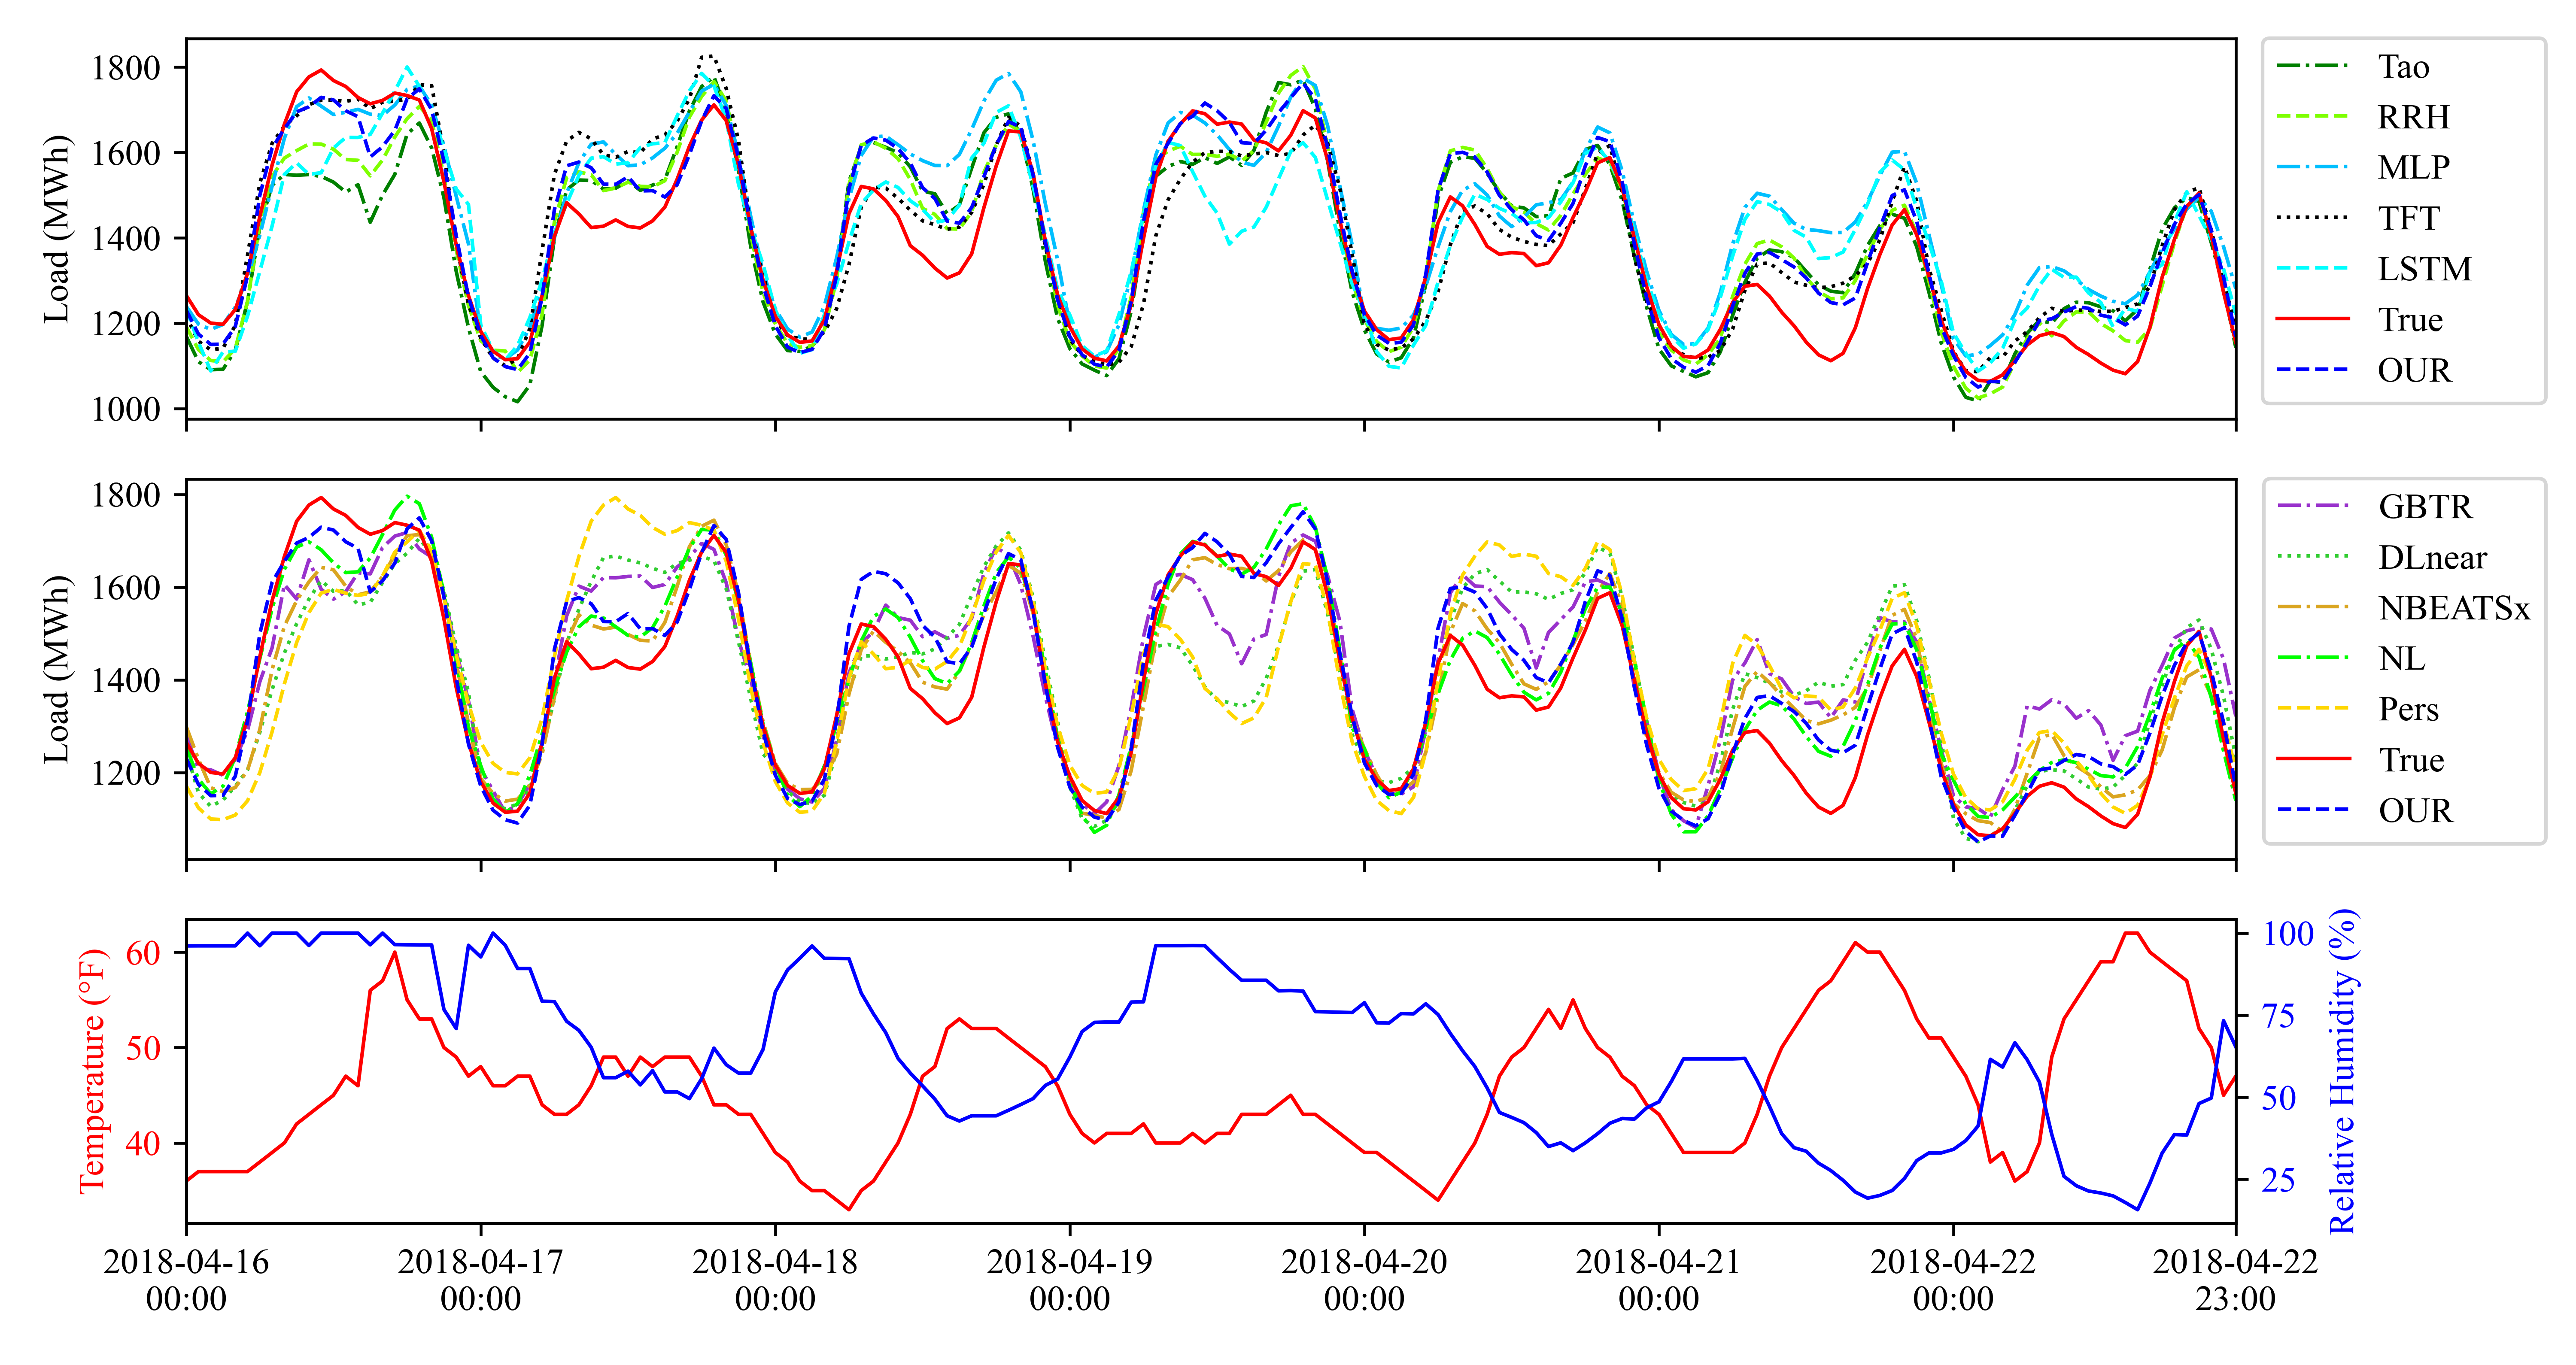 1800
1600
1400
1200
1000
Load (MWh)
Tao
RRH
MLP
TFT
LSTM
True
OUR
1800
1600
1400
1200
Load (MWh)
GBTR
DLnear
NBEATSx
NL
Pers
True
OUR
60
50
40
Temperature (°F)
100
75
50
25
Relative Humidity (%)
2018-04-16 2018-04-17 2018-04-18 2018-04-19 2018-04-20 2018-04-21 2018-04-22 2018-04-22
00:00 00:00 00:00 00:00 00:00 00:00 00:00 23:00